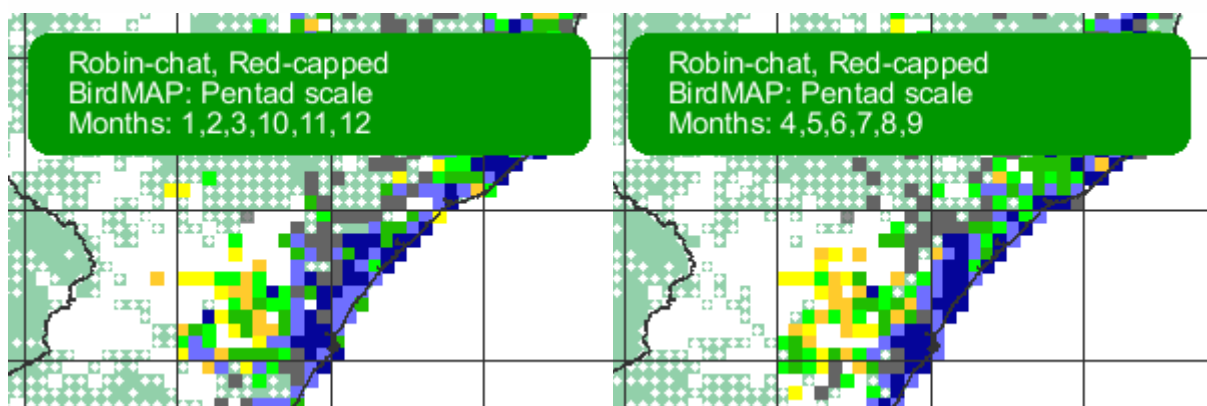 Robin-chat, Red-capped
BirdMAP: Pentad scale
Months: 1,2,3,10,11,12
Robin-chat, Red-capped
BirdMAP: Pentad scale
Months: 4,5,6,7,8,9